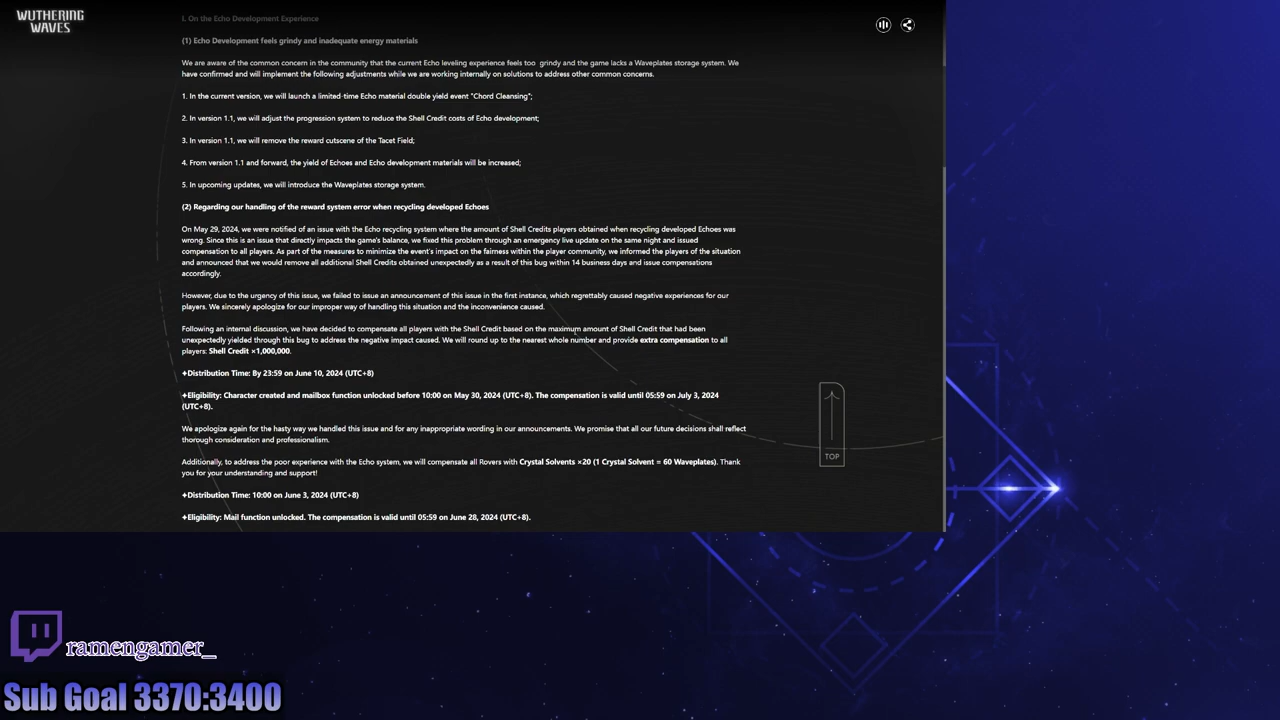 WUTHERING
WAVES
I. On the Echo Development Experience
(1) Echo Development feels grindy and inadequate energy materials
We are aware of the common concern in the community that the current Echo leveling experience feels too grindy and the game lacks a Waveplates storage system. We
have confirmed and will implement the following adjustments while we are working internally on solutions to address other common concerns.
1. In the current version, we will launch a limited-time Echo material double yield event "Chord Cleansing";
2. In version 1.1, we will adjust the progression system to reduce the Shell Credit costs of Echo development;
3. In version 1.1, we will remove the reward cutscene of the Tacet Field;
4. From version 1.1 and forward, the yield of Echoes and Echo development materials will be increased;
5. In upcoming updates, we will introduce the Waveplates storage system.
(2) Regarding our handling of the reward system error when recycling developed Echoes
On May 29, 2024, we were notified of an issue with the Echo recycling system where the amount of Shell Credits players obtained when recycling developed Echoes was
wrong. Since this is an issue that directly impacts the game's balance, we fixed this problem through an emergency live update on the same night and issued
compensation to all players. As part of the measures to minimize the event's impact on the fairness within the player community, we informed the players of the situation
and announced that we would remove all additional Shell Credits obtained unexpectedly as a result of this bug within 14 business days and issue compensations
accordingly.
However, due to the urgency of this issue, we failed to issue an announcement of this issue in the first instance, which regrettably caused negative experiences for our
players. We sincerely apologize for our improper way of handling this situation and the inconvenience caused.
Following an internal discussion, we have decided to compensate all players with the Shell Credit based on the maximum amount of Shell Credit that had been
unexpectedly yielded through this bug to address the negative impact caused. We will round up to the nearest whole number and provide extra compensation to all
players: Shell Credit ×1,000,000.
✦Distribution Time: By 23:59 on June 10, 2024 (UTC+8)
✦Eligibility: Character created and mailbox function unlocked before 10:00 on May 30, 2024 (UTC+8). The compensation is valid until 05:59 on July 3, 2024
(UTC+8).
We apologize again for the hasty way we handled this issue and for any inappropriate wording in our announcements. We promise that all our future decisions shall reflect
thorough consideration and professionalism.
Additionally, to address the poor experience with the Echo system, we will compensate all Rovers with Crystal Solvents ×20 (1 Crystal Solvent = 60 Waveplates). Thank
you for your understanding and support!
✦Distribution Time: 10:00 on June 3, 2024 (UTC+8)
✦Eligibility: Mail function unlocked. The compensation is valid until 05:59 on June 28, 2024 (UTC+8).
TOP
ramengamer_
Sub Goal 3370:3400